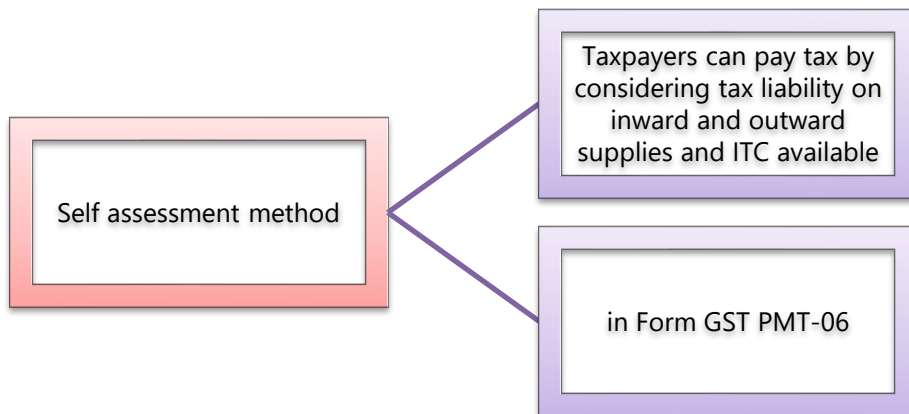 Taxpayers can pay tax by
considering tax liability on
inward and outward
supplies and ITC available
Self assessment method
in Form GST PMT-06